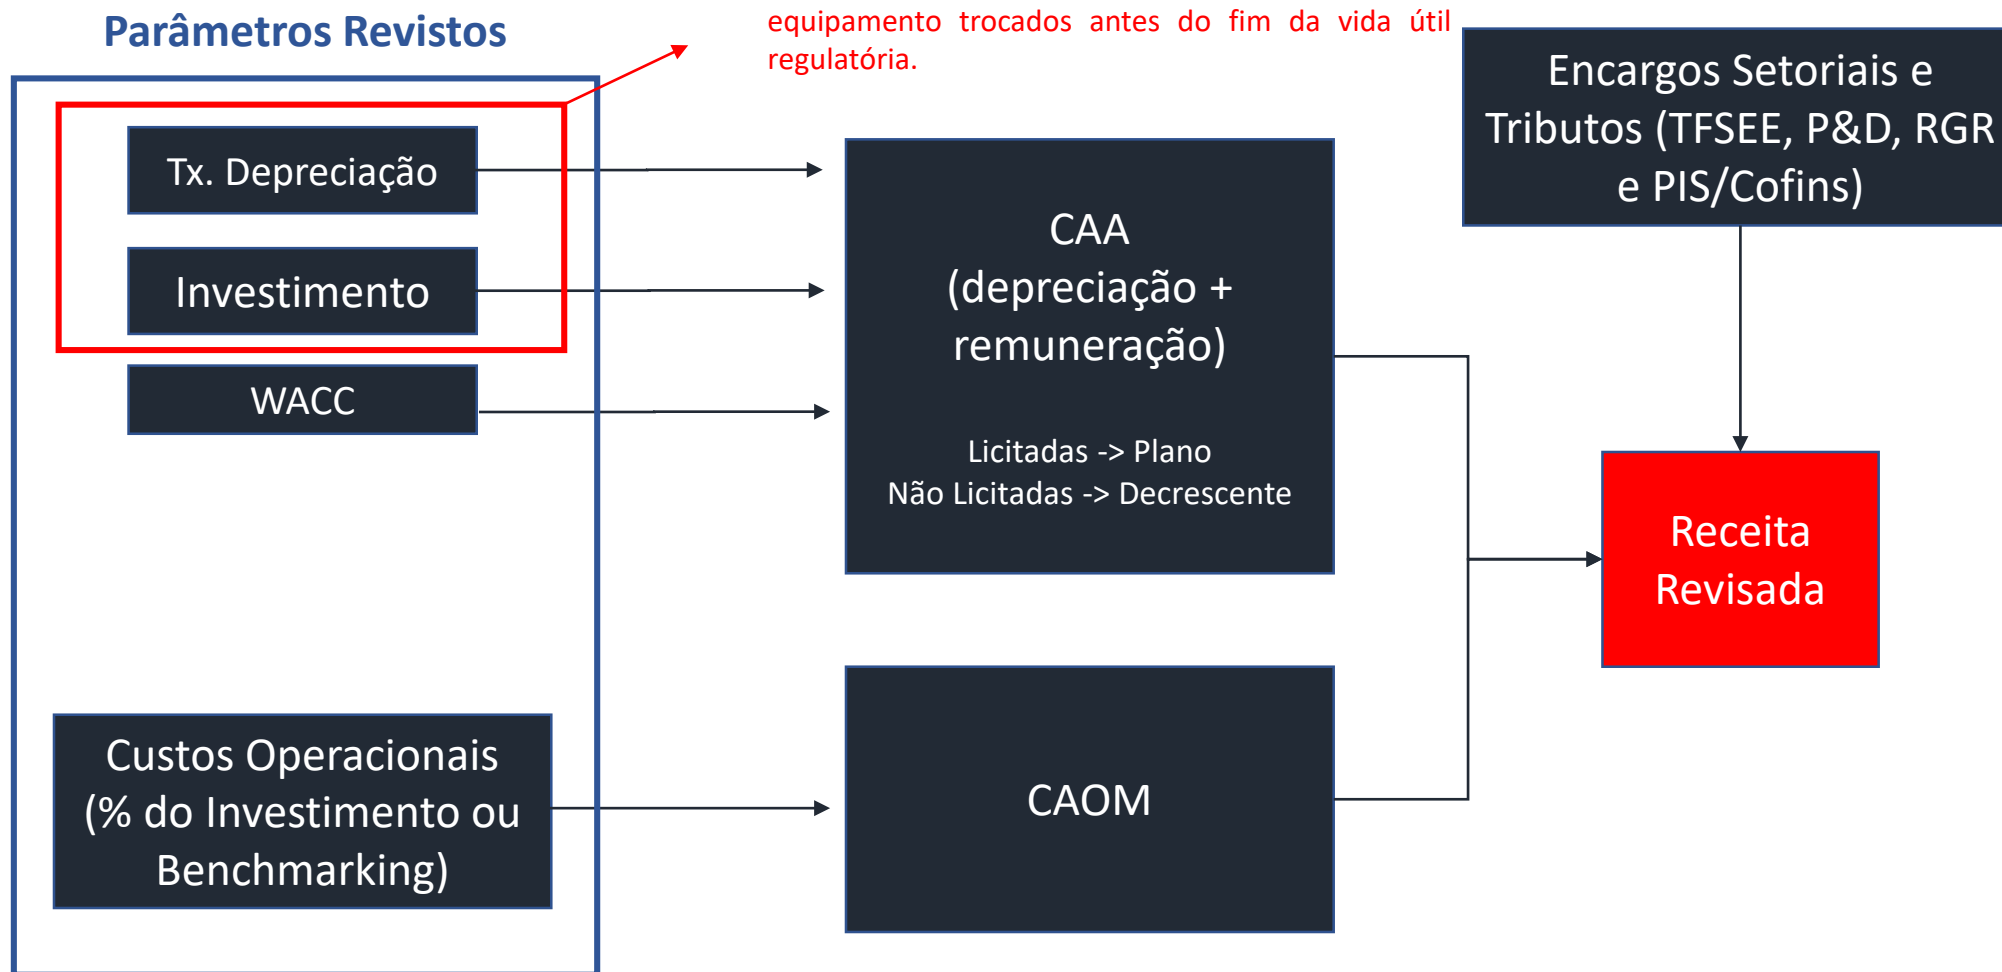 Parâmetros Revistos
equipamento trocados antes do fim da vida útil
regulatória.
Encargos Setoriais e
Tributos (TFSEE, P&D, RGR
e PIS/Cofins)
Tx. Depreciação
Investimento
WACC
CAA
(depreciação +
remuneração)
Licitadas -> Plano
Não Licitadas -> Decrescente
Receita
Revisada
Custos Operacionais
(% do Investimento ou
Benchmarking)
CAOM